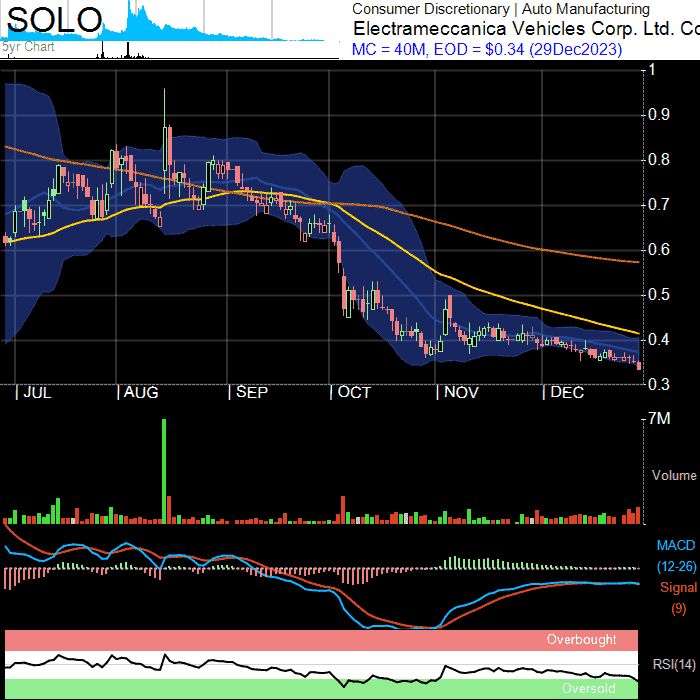 SOLO
5yr Chart
Consumer Discretionary | Auto Manufacturing
Electrameccanica Vehicles Corp. Ltd. Co
MC = 40M, EOD = $0.34 (29Dec2023)
1
0.9
0.8
0.7
0.6
0.5
0.4
0.3
| JUL | AUG | SEP | OCT | NOV | DEC
7M
Volume
MACD
(12-26)
Signal
(9)
Overbought
RSI(14)
Oversold